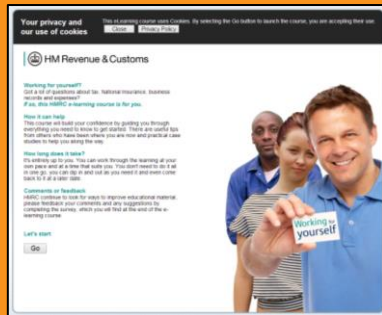 Your privacy and
our use of cookies
This eLearning course uses Cookies. By selecting the Go button to launch the course, you are accepting their use.
Close
Privacy Policy
HM Revenue & Customs
Working for yourself?
Got a lot of questions about tax, National Insurance, business
records and expenses?
If so, this HMRC e-learning course is for you.
How it can help
This course will build your confidence by guiding you through
everything you need to know to get started. There are useful tips
from others who have been where you are now and practical case
studies to help you along the way.
How long does it take?
It's entirely up to you. You can work through the learning at your
own pace and at a time that suits you. You don't need to do it all
in one go, you can dip in and out as you need it and even come
back to it at a later date.
Comments or feedback
HMRC continue to look for ways to improve educational material,
please feedback your comments and any suggestions by
completing the survey, which you will find at the end of the e-
learning course.
Let's start
Go
Working for
yourself